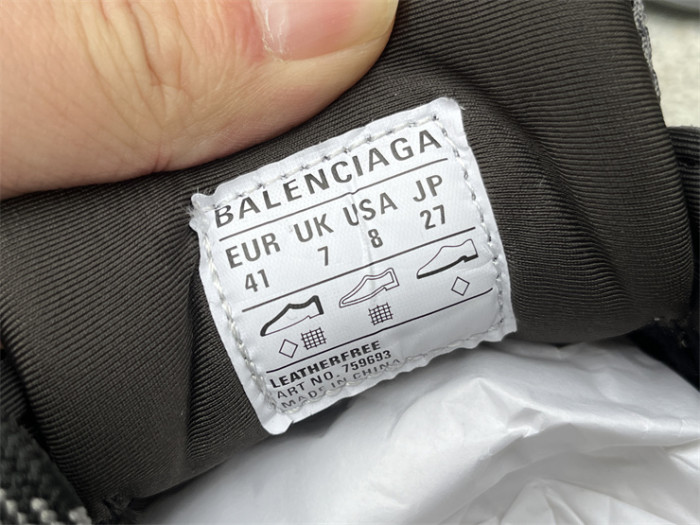 BALENCIAGA
EUR UK USA JP
41 7 8 27
LEATHERFREE
ART NO. 759693
MADE IN CHINA